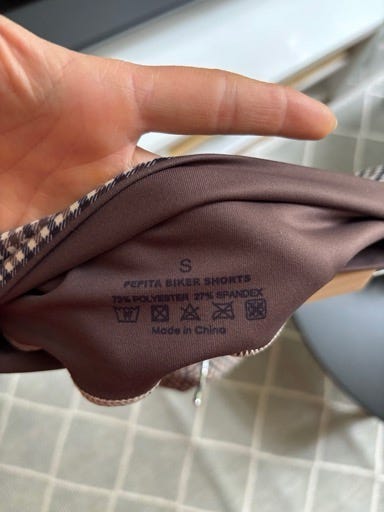 S
PEPITA BIKER SHORTS
73% POLYESTER 27% SPANDEX
Made in China